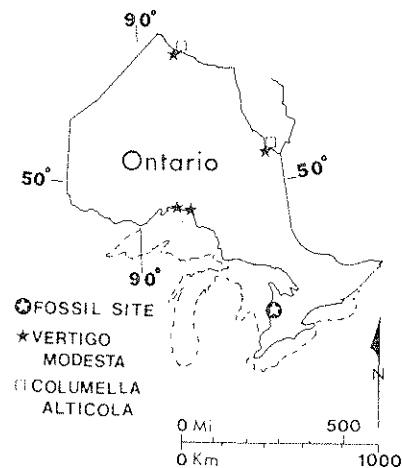 90°
Ontario
50°
50°
90°
FOSSIL SITE
VERTIGO
MODESTA
COLUMELLA
ALTICOLA
N
0 Mi 500
0 Km 1000